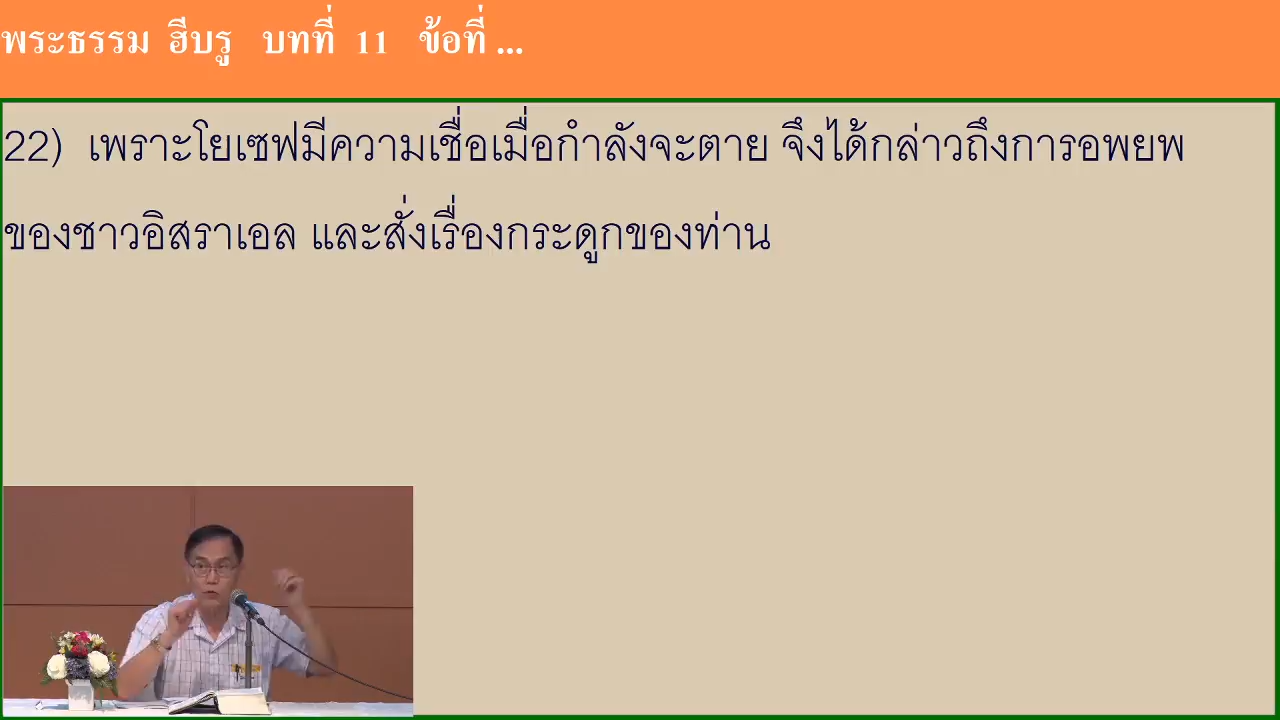 พระธรรม ฮีบรู บทที่ 11 ข้อที่ ...
22) เพราะโยเซฟมีความเชื่อเมื่อกำลังจะตาย จึงได้กล่าวถึงการอพยพ
ของชาวอิสราเอล และสั่งเรื่องกระดูกของท่าน